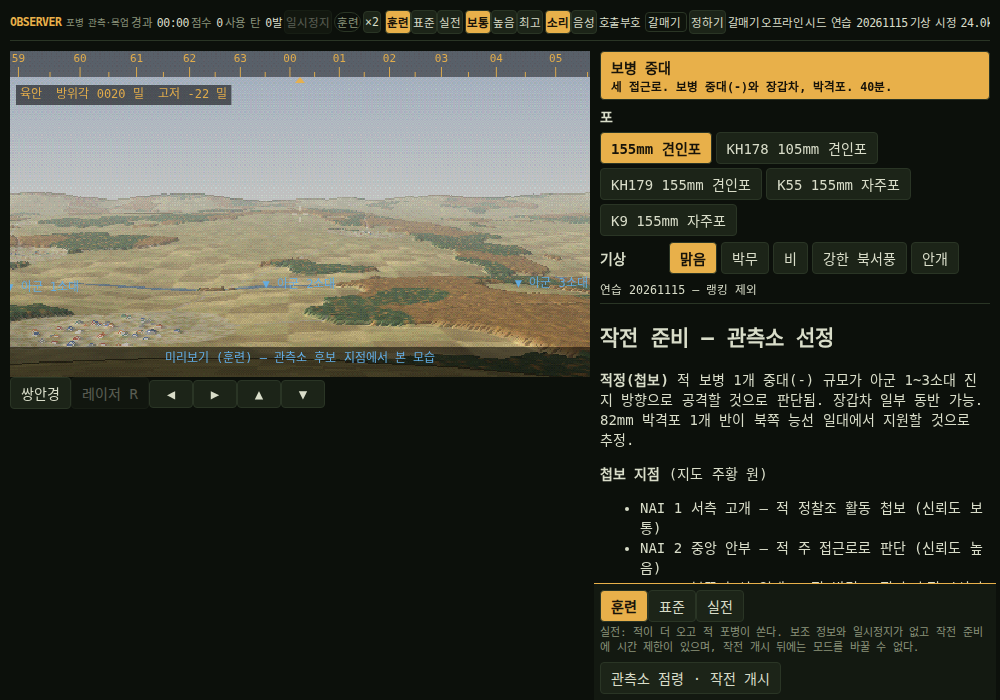 OBSERVER 포병 관측·욕업 경과 00:00 점수 0 사용 탄 0발 일시정지 훈련 ×2 훈련 표준 실전 보통 높음 최고 소리 음성 호출부호 갈매기 정하기 갈매기 오프라인 시드 연습 20261115 기상 시정 24.0
59 60 61 62 63 00 01 02 03 04 05
육안 방위각 0020 밀 고저 -22 밀
▼ 아군 3소대
미리보기 (훈련) — 관측소 후보 지점에서 본 모습
쌍안경 레이저 R ◀ ▶ ▲ ▼
보병 중대
세 접근로. 보병 중대(-)와 장갑차, 박격포. 40분.
포
155mm 견인포 KH178 105mm 견인포
KH179 155mm 견인포 K55 155mm 자주포
K9 155mm 자주포
기상 맑음 박무 비 강한 북서풍 안개
연습 20261115 — 랭킹 제외
작전 준비 — 관측소 선정
적정(첩보) 적 보병 1개 중대(-) 규모가 아군 1~3소대 진
지 방향으로 공격할 것으로 판단됨. 장갑차 일부 동반 가능.
82mm 박격포 1개 반이 북쪽 능선 일대에서 지원할 것으로
추정.
첩보 지점 (지도 주황 원)
• NAI 1 서측 고개 — 적 정찰조 활동 첩보 (신뢰도 보
통)
• NAI 2 중앙 안부 — 적 주 접근로로 판단 (신뢰도 높
음)
훈련 표준 실전
실전: 적이 더 오고 적 포병이 쏜다. 보조 정보와 일시정지가 없고 작전 준비
에 시간 제한이 있으며, 작전 개시 뒤에는 모드를 바꿀 수 없다.
관측소 점령 · 작전 개시